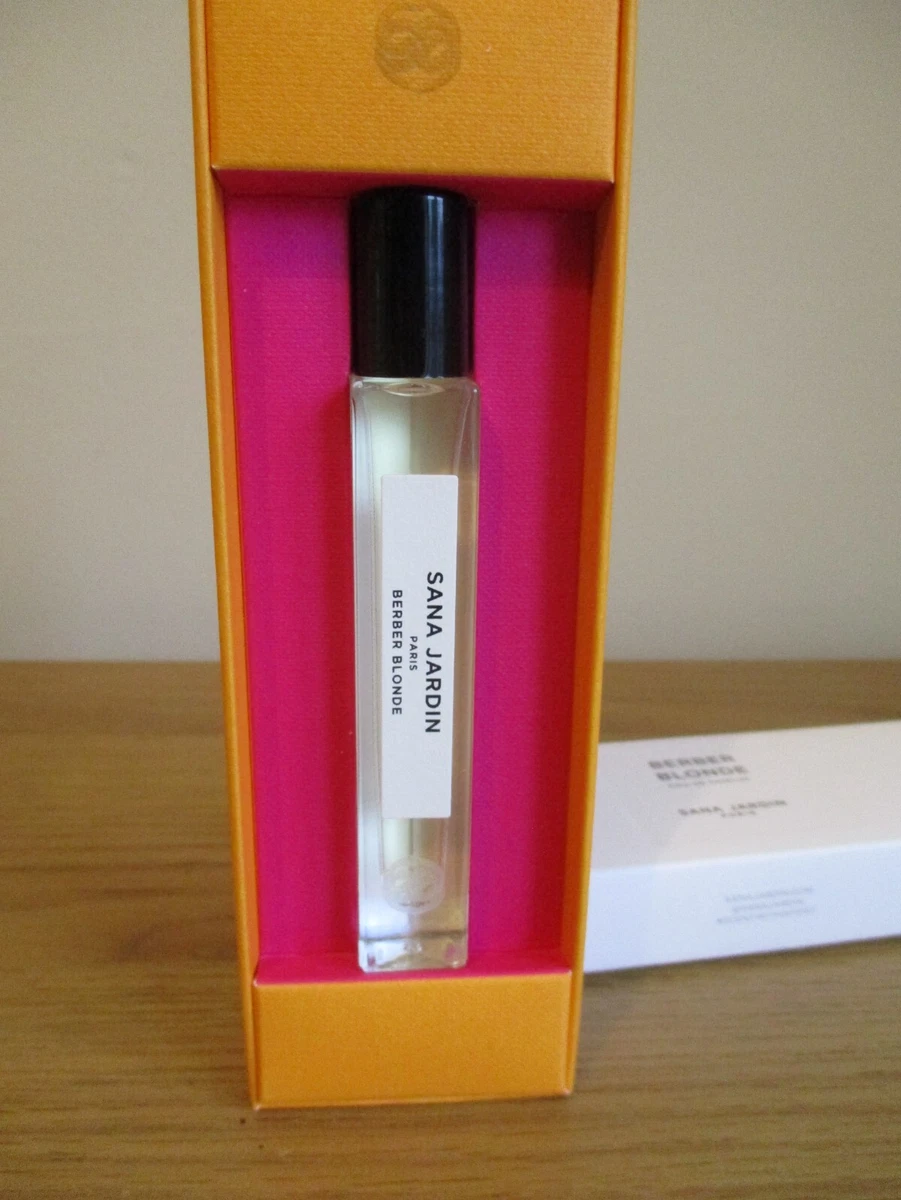 SANA JARDIN
PARIS
BERBER BLONDE
BERBER
BLONDE
SANA JARDIN
PARIS